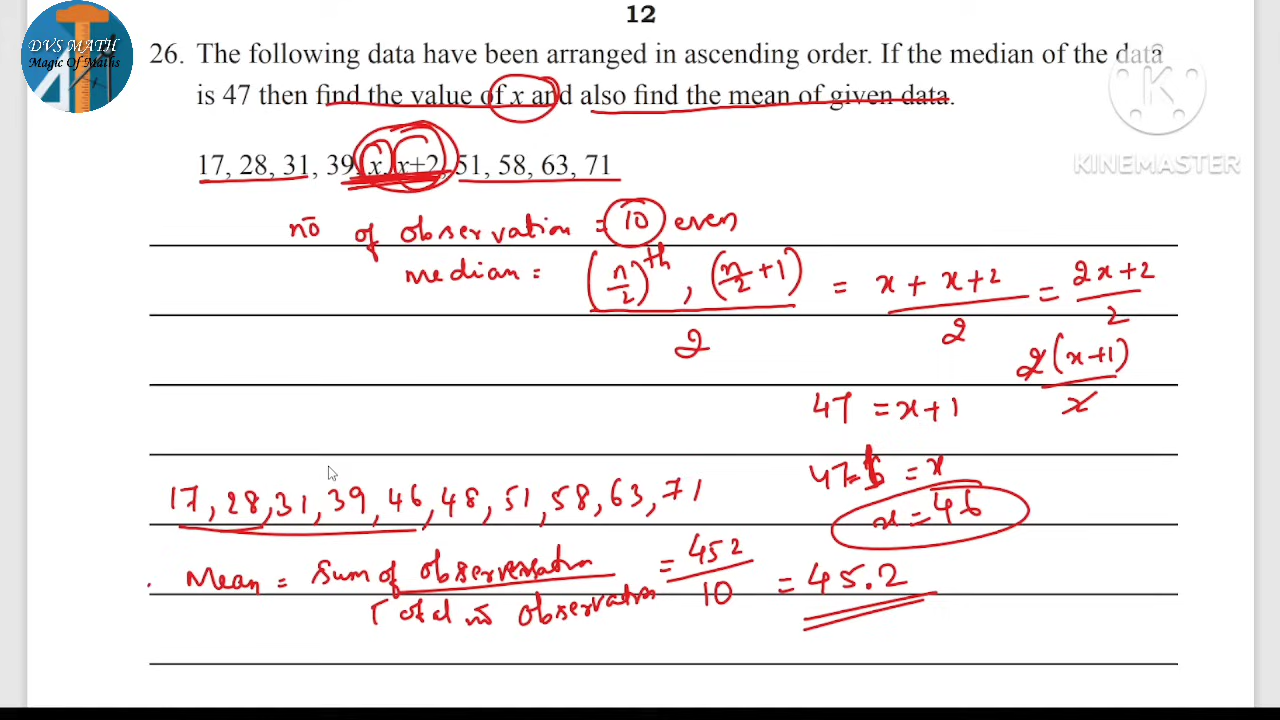 12
DVS MATH
Magic Of Maths
26. The following data have been arranged in ascending order. If the median of the data
is 47 then find the value of x and also find the mean of given data.
KINEMASTER
17, 28, 31, 39, x, x+2, 51, 58, 63, 71
no of observation = 10 even
median = (n/2)th, (n/2 + 1) / 2 = x + x+2 / 2 = 2x+2 / 2
2(x+1) / 2
47 = x+1
47-1 = x
17, 28, 31, 39, 46, 48, 51, 58, 63, 71
x = 46
Mean = Sum of observation / Total no observation = 452 / 10 = 45.2